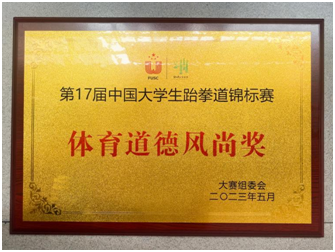 第17届中国大学生跆拳道锦标赛
体育道德风尚奖
大赛组委会
二〇二三年五月